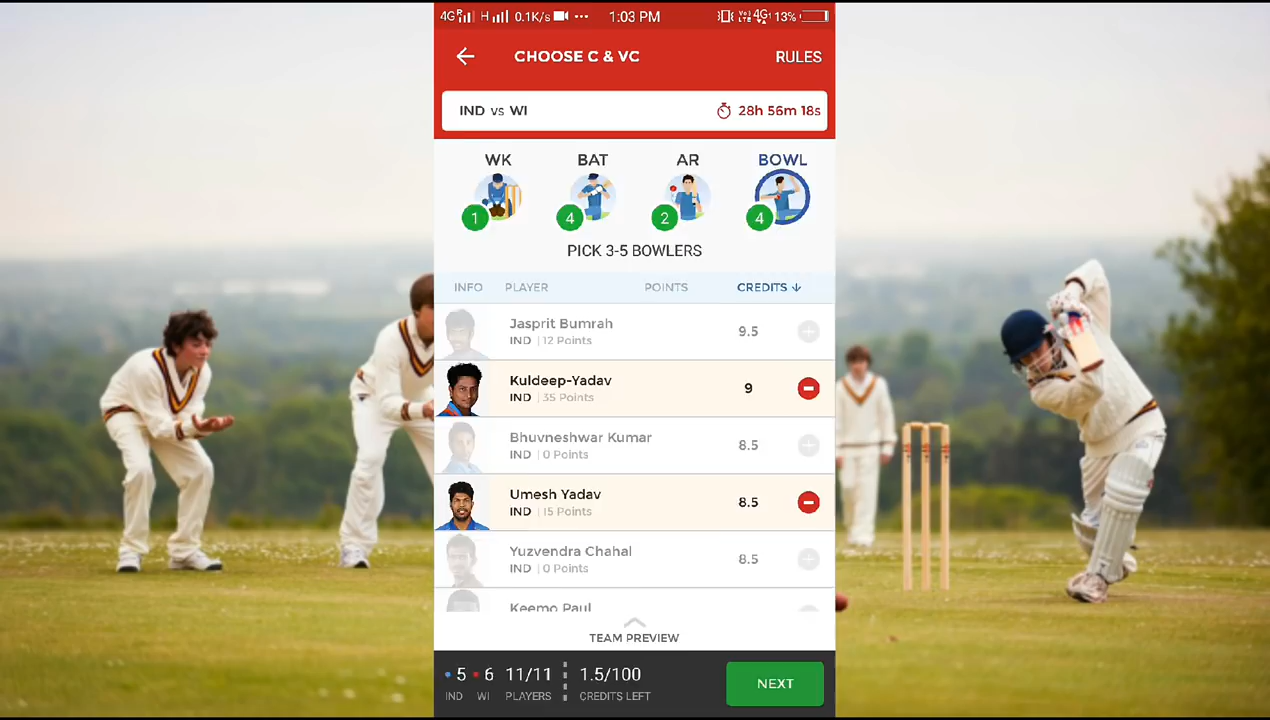 4G R H 0.1K/s ••• 1:03 PM VoLTE 4G 13%
CHOOSE C & VC RULES
IND vs WI 28h 56m 18s
WK BAT AR BOWL
1 4 2 4
PICK 3-5 BOWLERS
INFO PLAYER POINTS CREDITS ↓
Jasprit Bumrah 9.5
IND | 12 Points
Kuldeep-Yadav 9
IND | 35 Points
Bhuvneshwar Kumar 8.5
IND | 0 Points
Umesh Yadav 8.5
IND | 15 Points
Yuzvendra Chahal 8.5
IND | 0 Points
Keemo Paul
TEAM PREVIEW
5 6 11/11 1.5/100 NEXT
IND WI PLAYERS CREDITS LEFT